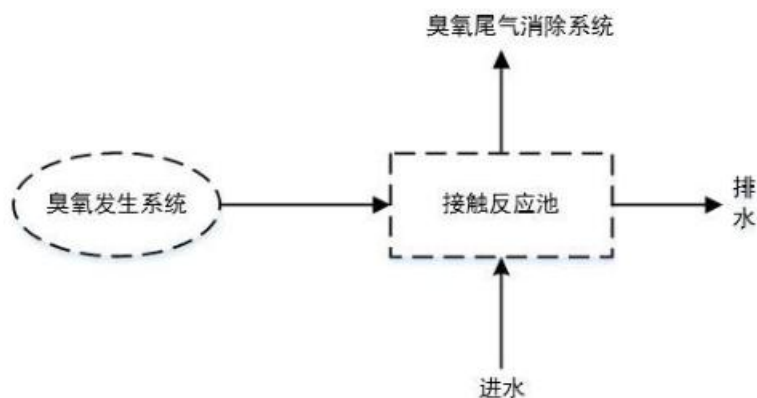 臭氧尾气消除系统
臭氧发生系统
接触反应池
排
水
进水